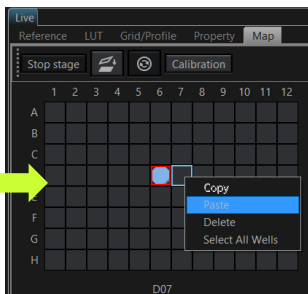 Live
Reference LUT Grid/Profile Property Map
Stop stage Calibration
1 2 3 4 5 6 7 8 9 10 11 12
A
B
C
E
F
G
H
Copy
Paste
Delete
Select All Wells
D07